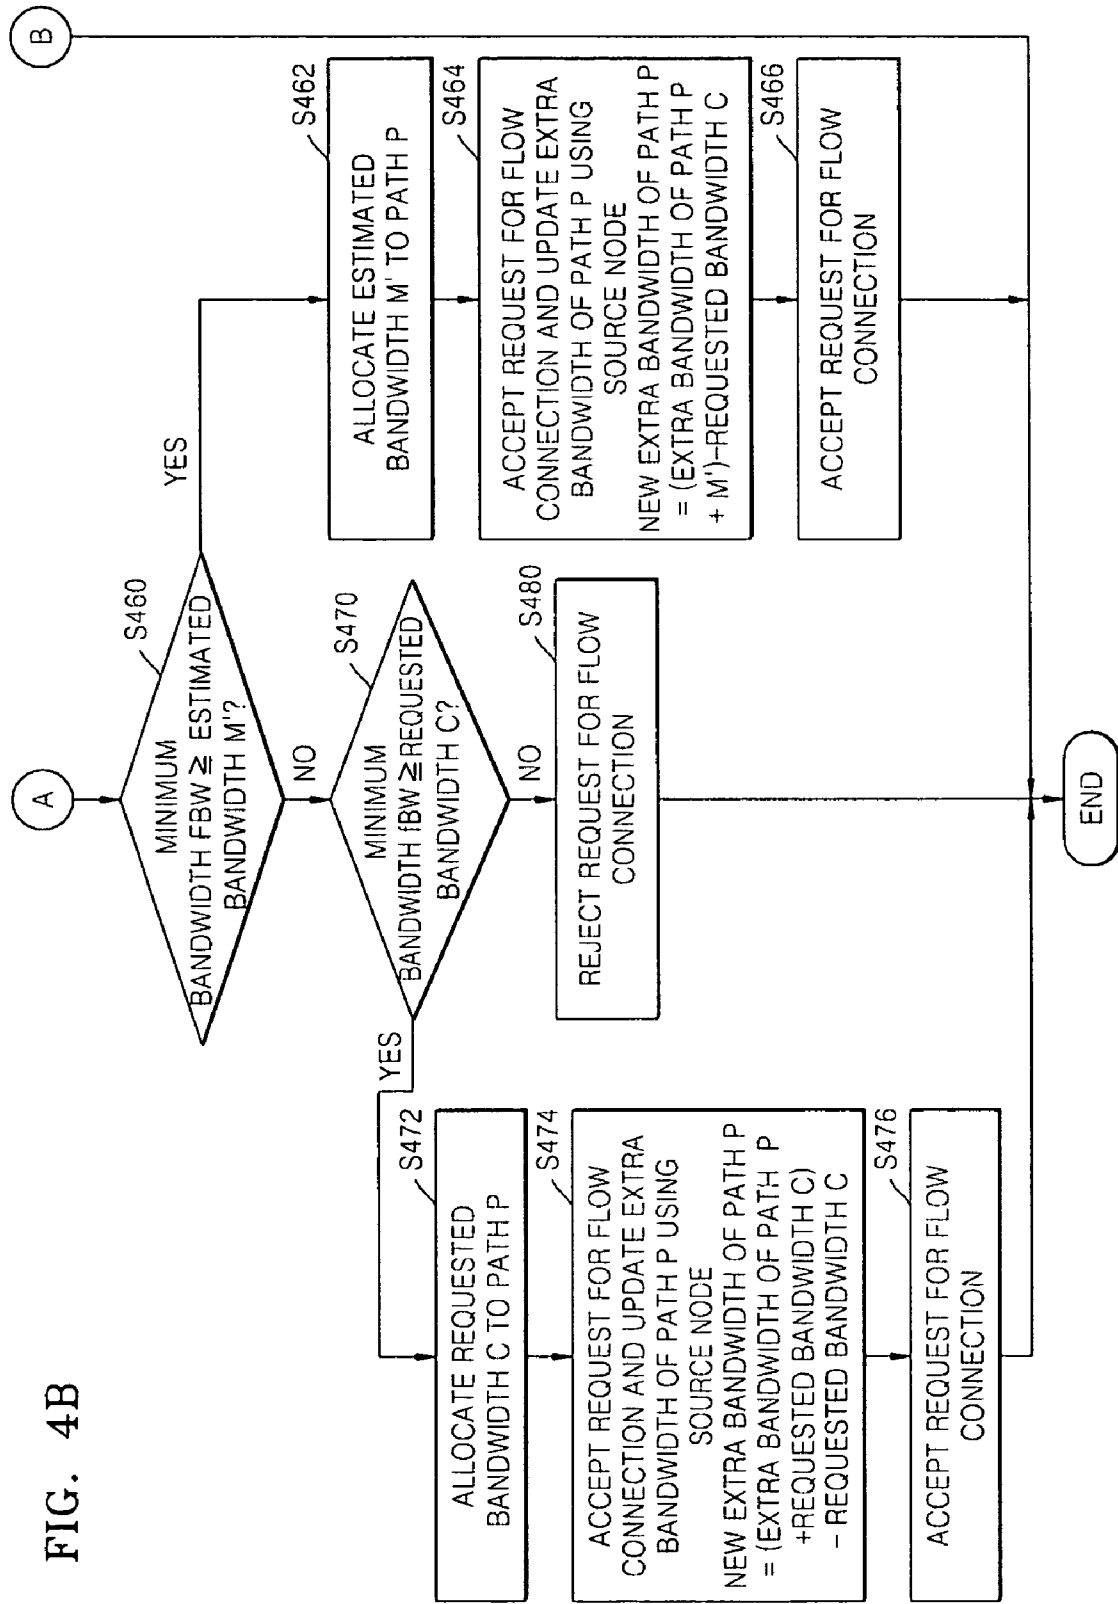 FIG. 4B
A
B
S460
MINIMUM
BANDWIDTH FBW ≧ ESTIMATED
BANDWIDTH M'?
YES
NO
S462
ALLOCATE ESTIMATED
BANDWIDTH M' TO PATH P
S464
ACCEPT REQUEST FOR FLOW
CONNECTION AND UPDATE EXTRA
BANDWIDTH OF PATH P USING
SOURCE NODE
NEW EXTRA BANDWIDTH OF PATH P
= (EXTRA BANDWIDTH OF PATH P
+ M')-REQUESTED BANDWIDTH C
S466
ACCEPT REQUEST FOR FLOW
CONNECTION
S470
MINIMUM
BANDWIDTH fBW ≧REQUESTED
BANDWIDTH C?
YES
NO
S472
ALLOCATE REQUESTED
BANDWIDTH C TO PATH P
S474
ACCEPT REQUEST FOR FLOW
CONNECTION AND UPDATE EXTRA
BANDWIDTH OF PATH P USING
SOURCE NODE
NEW EXTRA BANDWIDTH OF PATH P
= (EXTRA BANDWIDTH OF PATH P
+REQUESTED BANDWIDTH C)
- REQUESTED BANDWIDTH C
S476
ACCEPT REQUEST FOR FLOW
CONNECTION
S480
REJECT REQUEST FOR FLOW
CONNECTION
END